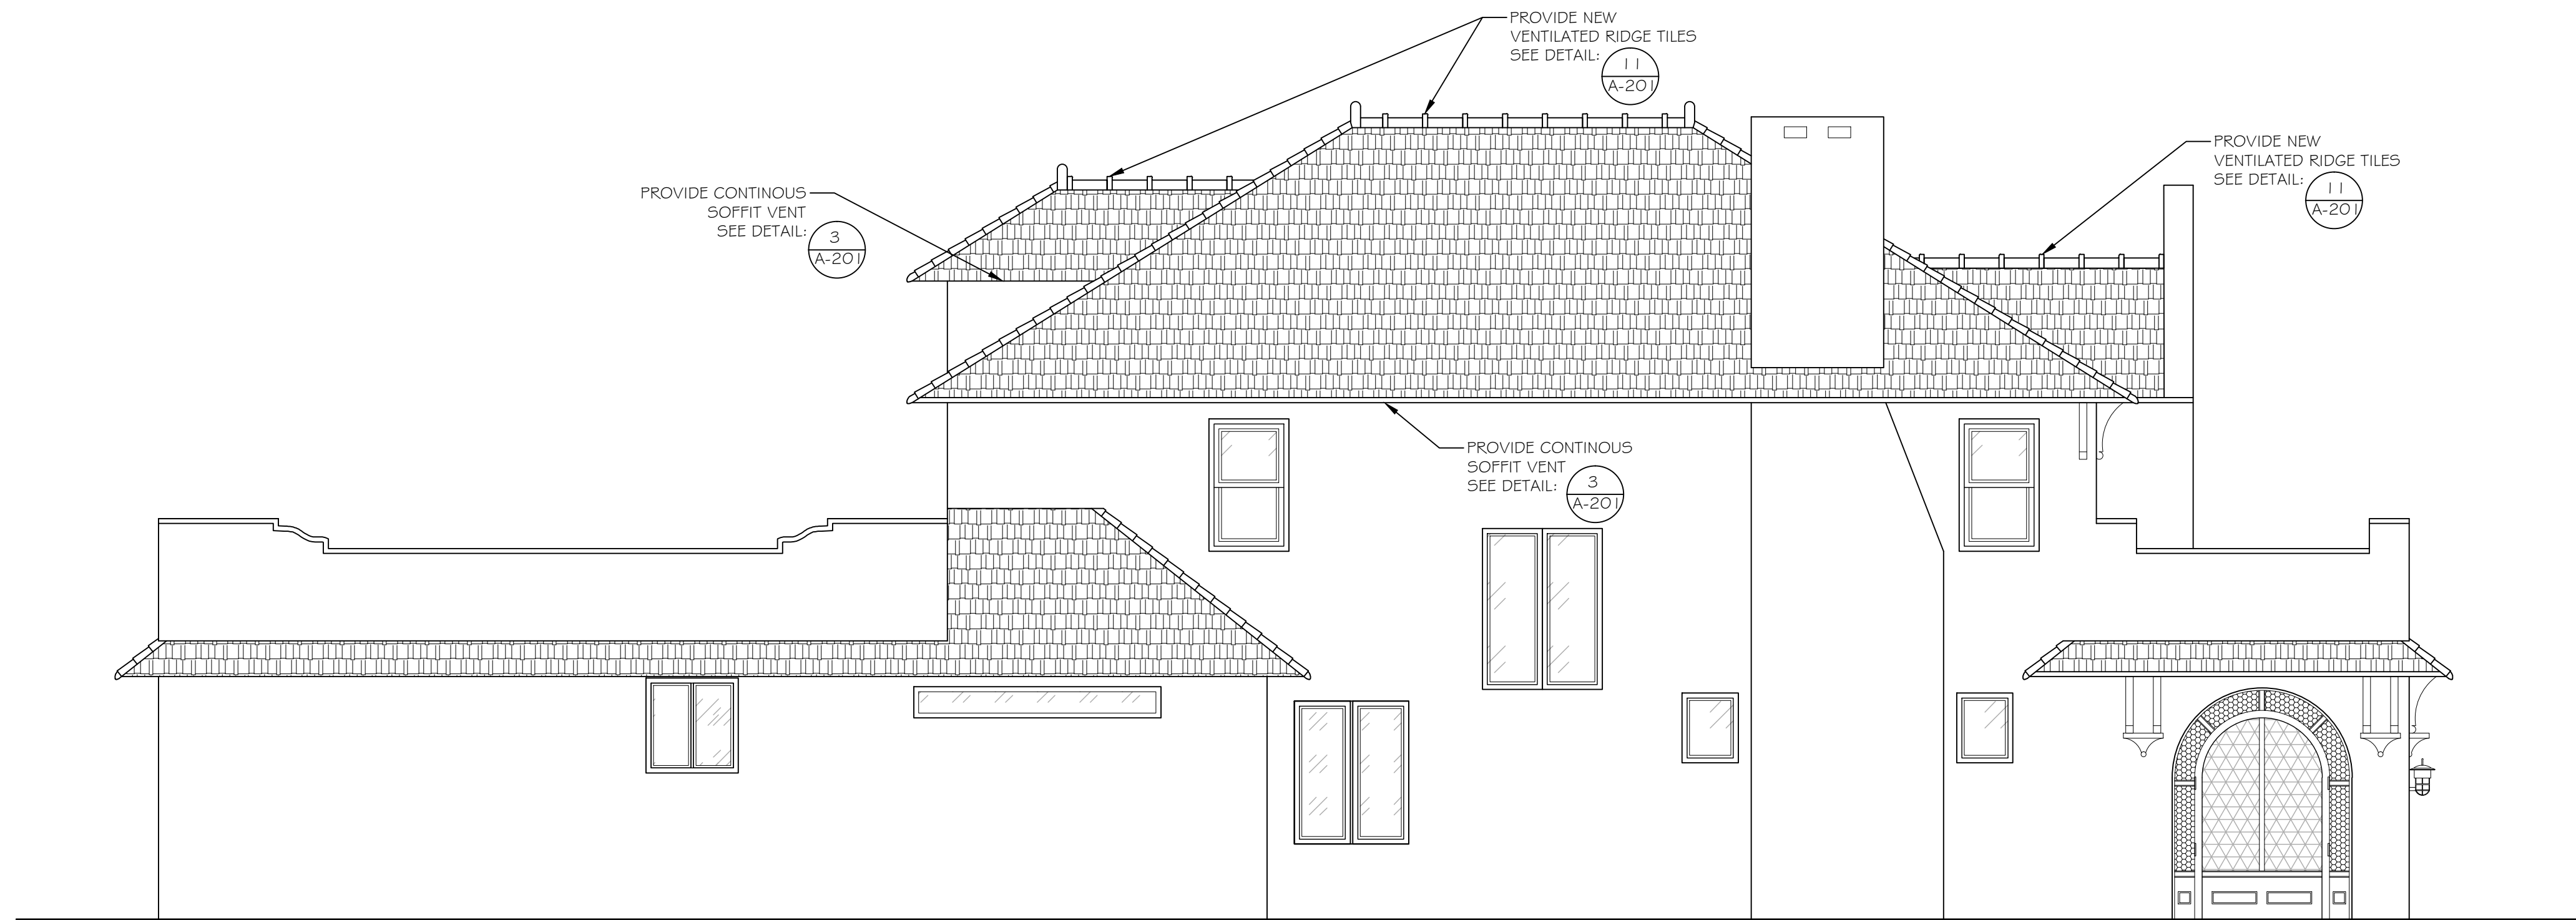 PROVIDE NEW
VENTILATED RIDGE TILES
SEE DETAIL:
11
A-201
PROVIDE NEW
VENTILATED RIDGE TILES
SEE DETAIL:
11
A-201
PROVIDE CONTINOUS
SOFFIT VENT
SEE DETAIL:
3
A-201
PROVIDE CONTINOUS
SOFFIT VENT
SEE DETAIL:
3
A-201